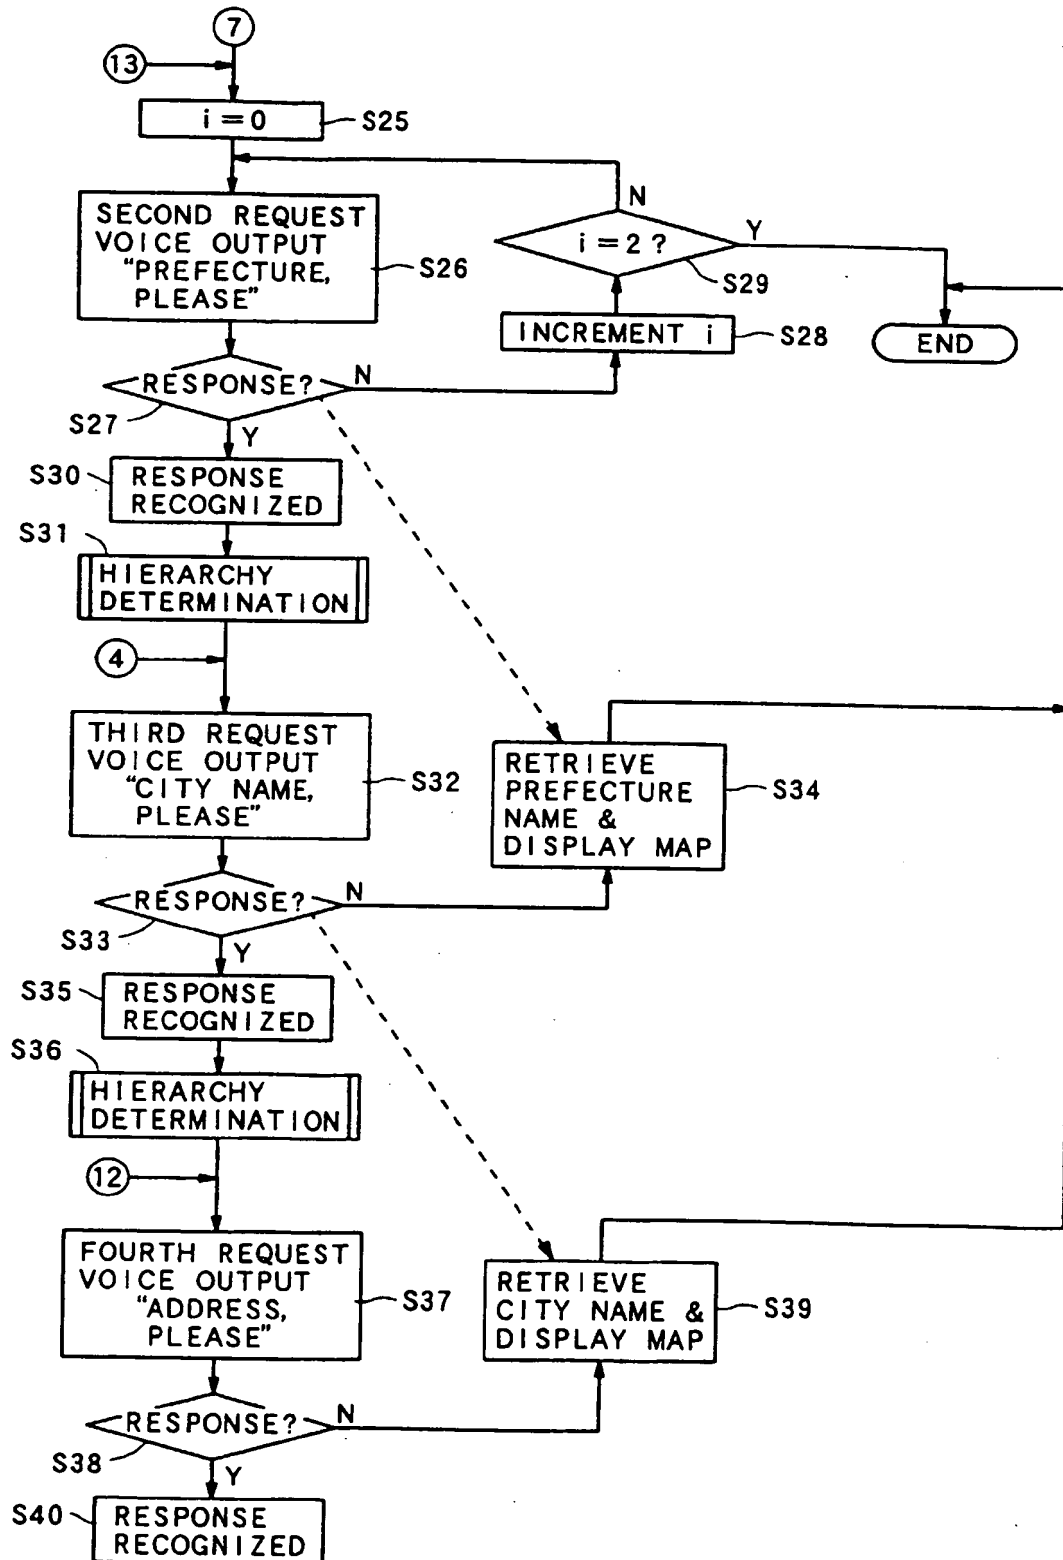 7
13
i=0
S25
SECOND REQUEST
VOICE OUTPUT
"PREFECTURE,
PLEASE"
S26
N
i=2?
Y
S29
INCREMENT i
S28
END
RESPONSE?
N
S27
Y
S30
RESPONSE
RECOGNIZED
S31
HIERARCHY
DETERMINATION
4
THIRD REQUEST
VOICE OUTPUT
"CITY NAME,
PLEASE"
S32
RETRIEVE
PREFECTURE
NAME &
DISPLAY MAP
S34
RESPONSE?
N
S33
Y
S35
RESPONSE
RECOGNIZED
S36
HIERARCHY
DETERMINATION
12
FOURTH REQUEST
VOICE OUTPUT
"ADDRESS,
PLEASE"
S37
RETRIEVE
CITY NAME &
DISPLAY MAP
S39
RESPONSE?
N
S38
Y
S40
RESPONSE
RECOGNIZED